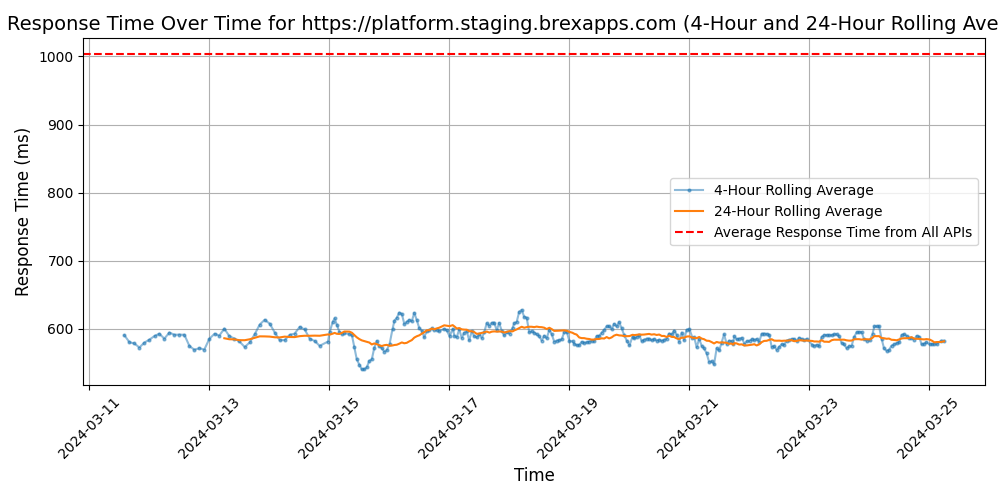 Response Time Over Time for https://platform.staging.brexapps.com (4-Hour and 24-Hour Rolling Ave
1000
900
800
700
600
Response Time (ms)
4-Hour Rolling Average
24-Hour Rolling Average
Average Response Time from All APIs
2024-03-11
2024-03-13
2024-03-15
2024-03-17
2024-03-19
2024-03-21
2024-03-23
2024-03-25
Time